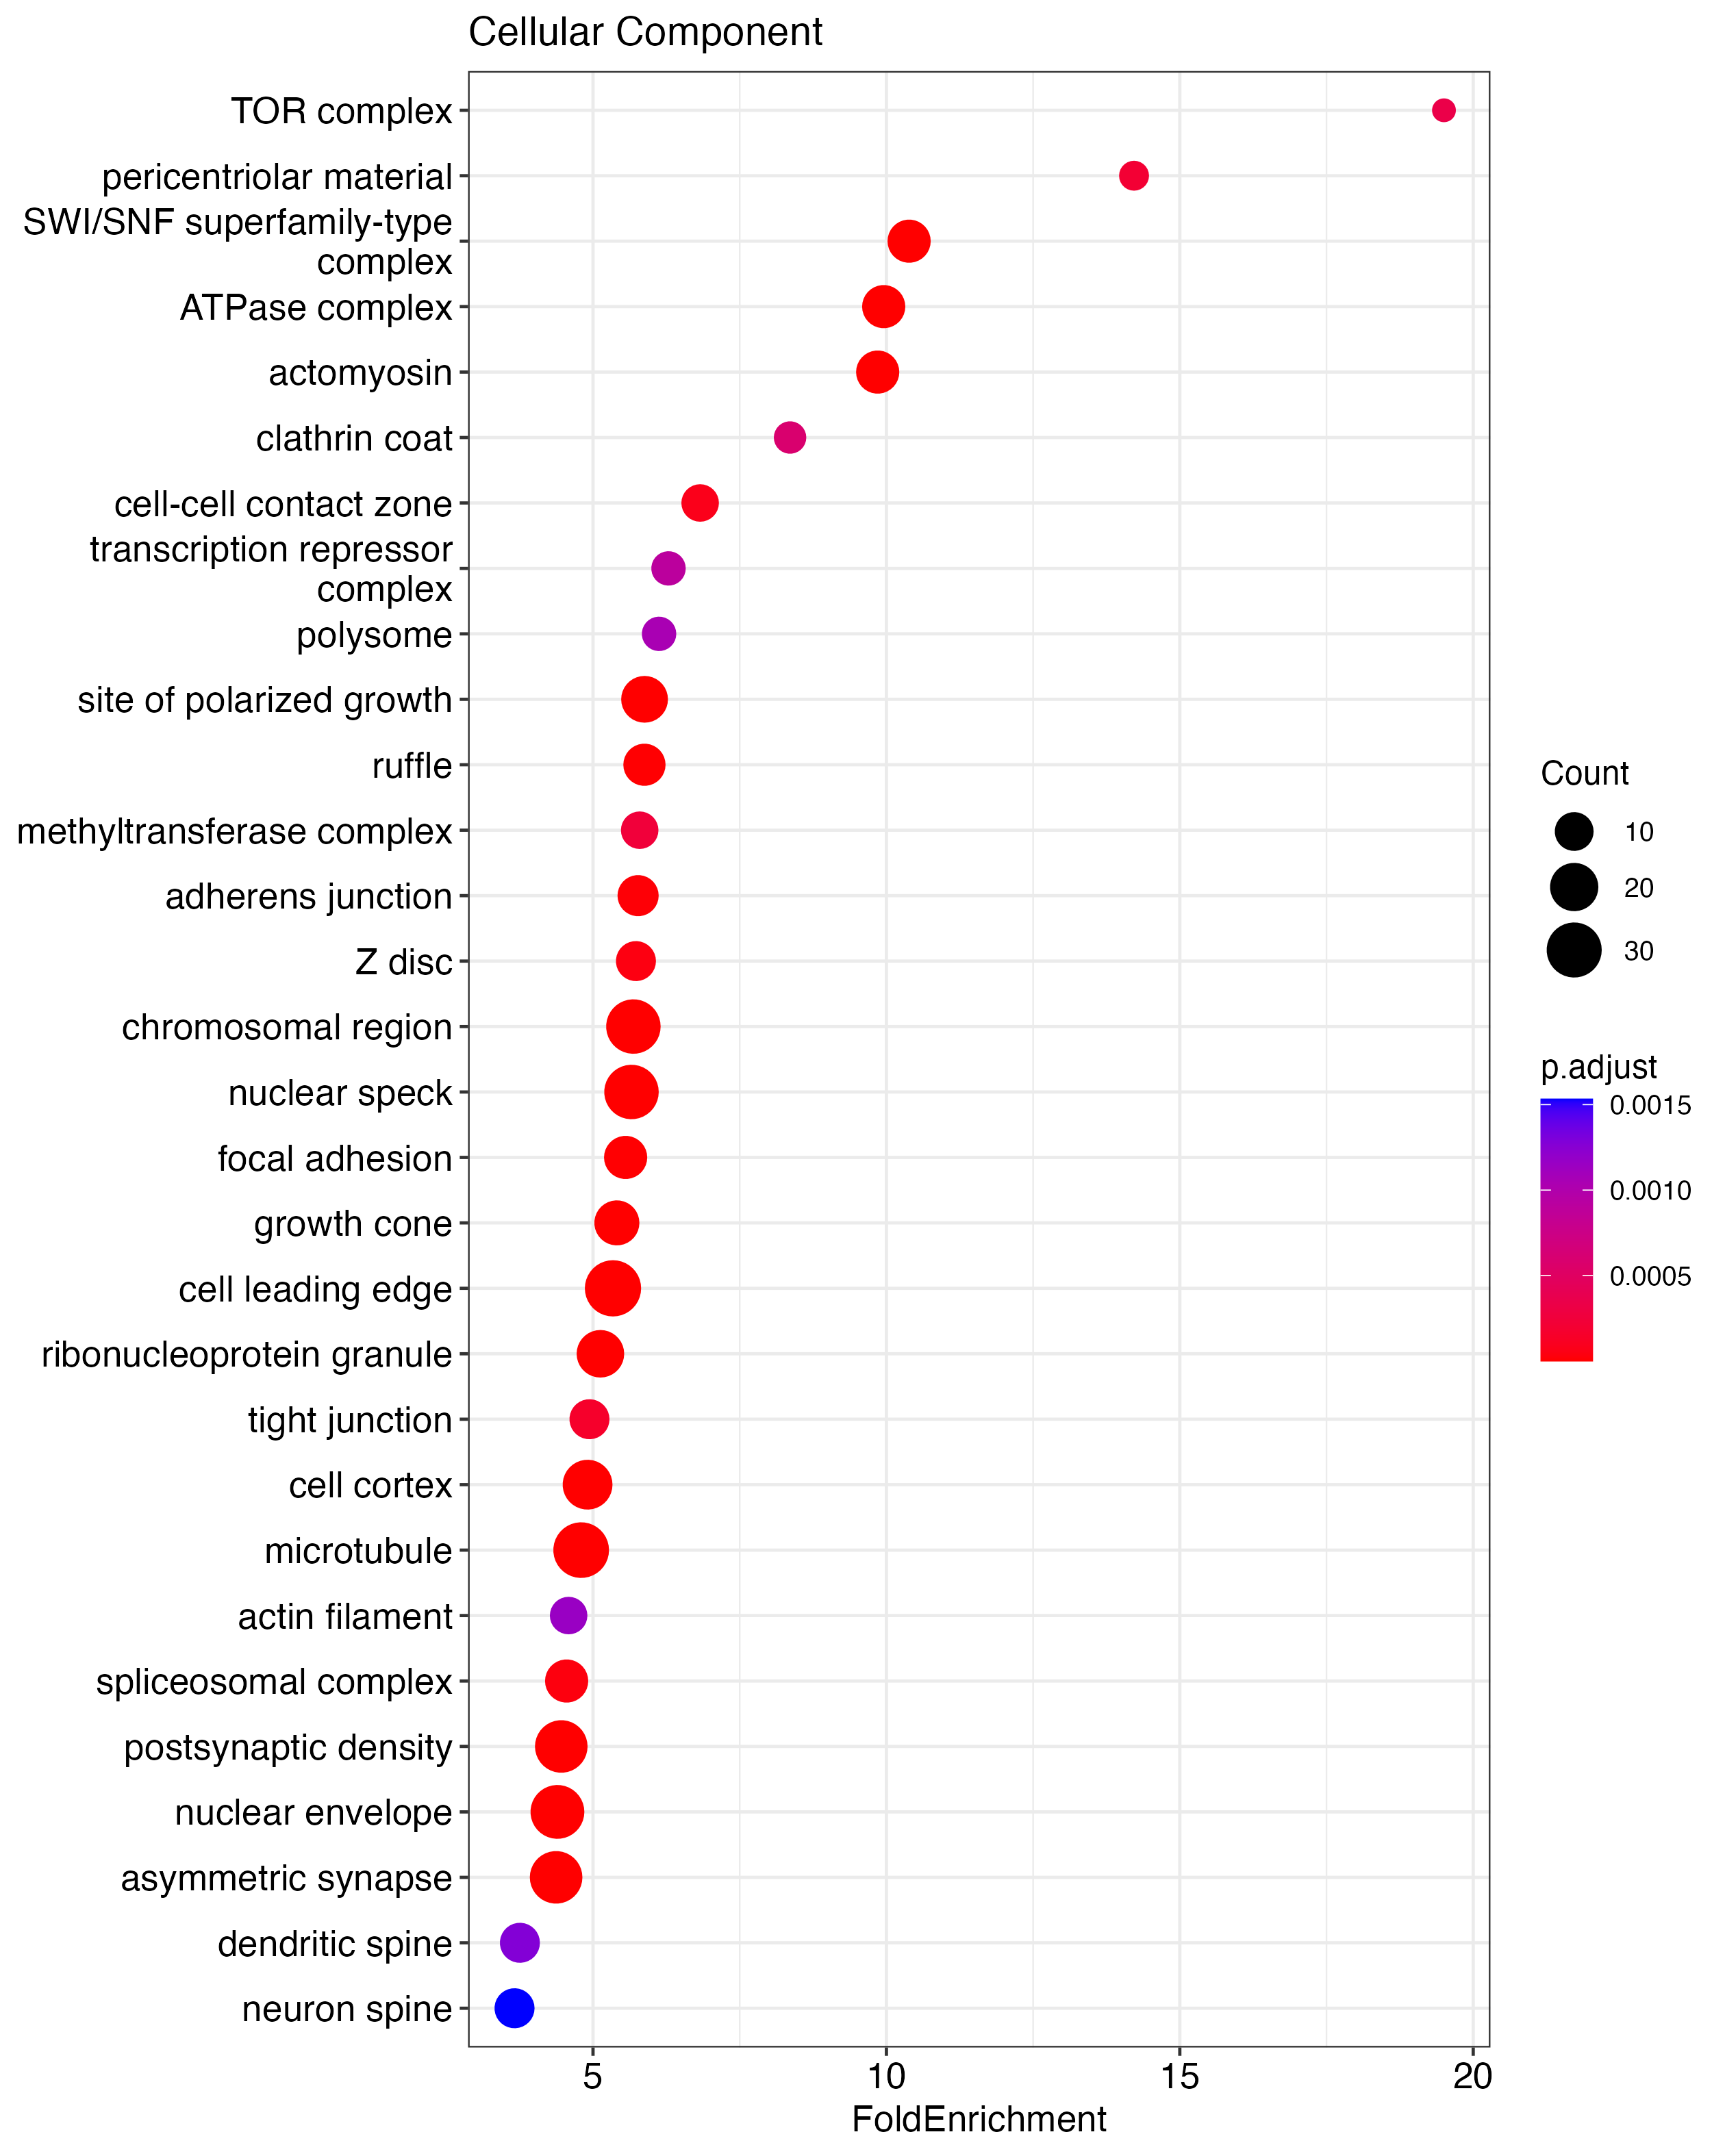 Cellular Component
TOR complex
pericentriolar material
SWI/SNF superfamily-type
complex
ATPase complex
actomyosin
clathrin coat
cell-cell contact zone
transcription repressor
complex
polysome
site of polarized growth
ruffle
methyltransferase complex
adherens junction
Z disc
chromosomal region
nuclear speck
focal adhesion
growth cone
cell leading edge
ribonucleoprotein granule
tight junction
cell cortex
microtubule
actin filament
spliceosomal complex
postsynaptic density
nuclear envelope
asymmetric synapse
dendritic spine
neuron spine
5 10 15 20
FoldEnrichment
Count
10
20
30
p.adjust
0.0015
0.0010
0.0005